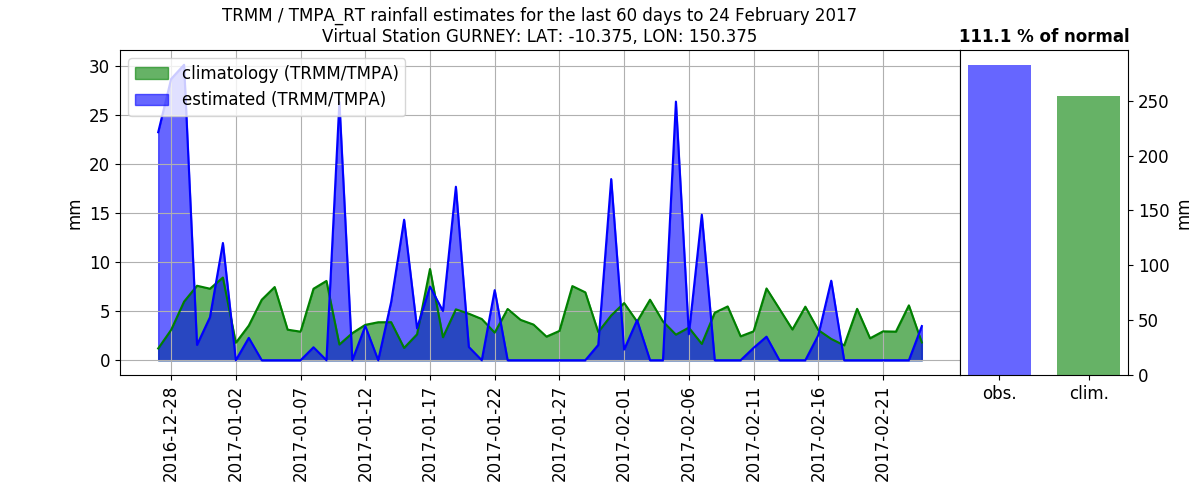 TRMM / TMPA_RT rainfall estimates for the last 60 days to 24 February 2017
Virtual Station GURNEY: LAT: -10.375, LON: 150.375
111.1 % of normal
climatology (TRMM/TMPA)
estimated (TRMM/TMPA)
mm
30
25
20
15
10
5
0
2016-12-28
2017-01-02
2017-01-07
2017-01-12
2017-01-17
2017-01-22
2017-01-27
2017-02-01
2017-02-06
2017-02-11
2017-02-16
2017-02-21
250
200
150
100
50
0
mm
obs.
clim.